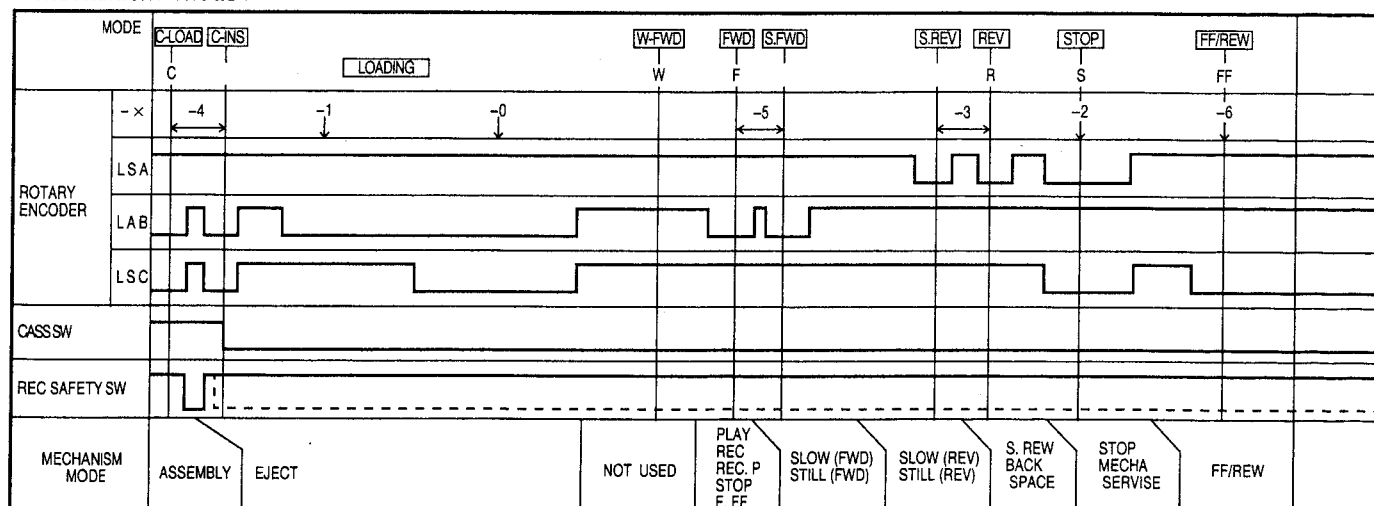 MODE
C-LOAD C-INS LOADING W-FWD FWD S.FWD S.REV REV STOP FF/REW
C W F R S FF
-× -4 -1 -0 -5 -3 -2 -6
ROTARY
ENCODER
LSA
LAB
LSC
CASS SW
REC SAFETY SW
MECHANISM
MODE
ASSEMBLY
EJECT
NOT USED
PLAY
REC
REC. P
STOP
F. FF
SLOW (FWD)
STILL (FWD)
SLOW (REV)
STILL (REV)
S. REW
BACK
SPACE
STOP
MECHA
SERVISE
FF/REW